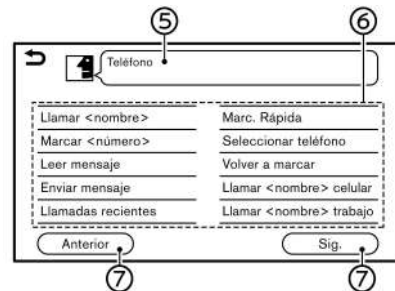 5
6
Teléfono
Llamar <nombre>
Marc. Rápida
Marcar <número>
Seleccionar teléfono
Leer mensaje
Volver a marcar
Enviar mensaje
Llamar <nombre> celular
Llamadas recientes
Llamar <nombre> trabajo
Anterior
Sig.
7
7